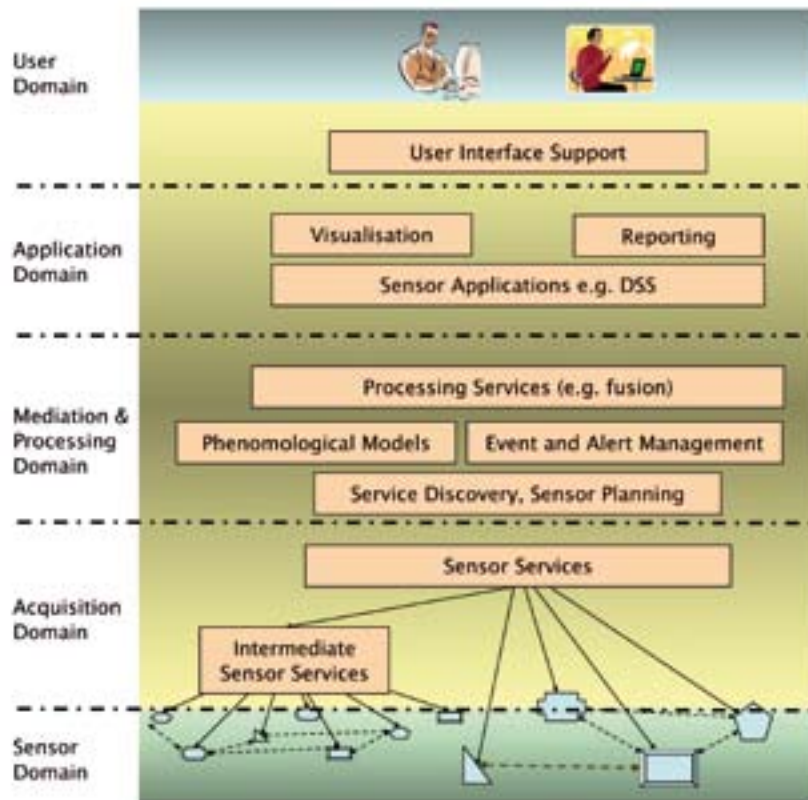 User
Domain
User Interface Support
Application
Domain
Visualisation
Reporting
Sensor Applications e.g. DSS
Mediation &
Processing
Domain
Processing Services (e.g. fusion)
Phenomological Models
Event and Alert Management
Service Discovery, Sensor Planning
Acquisition
Domain
Sensor Services
Intermediate
Sensor Services
Sensor
Domain